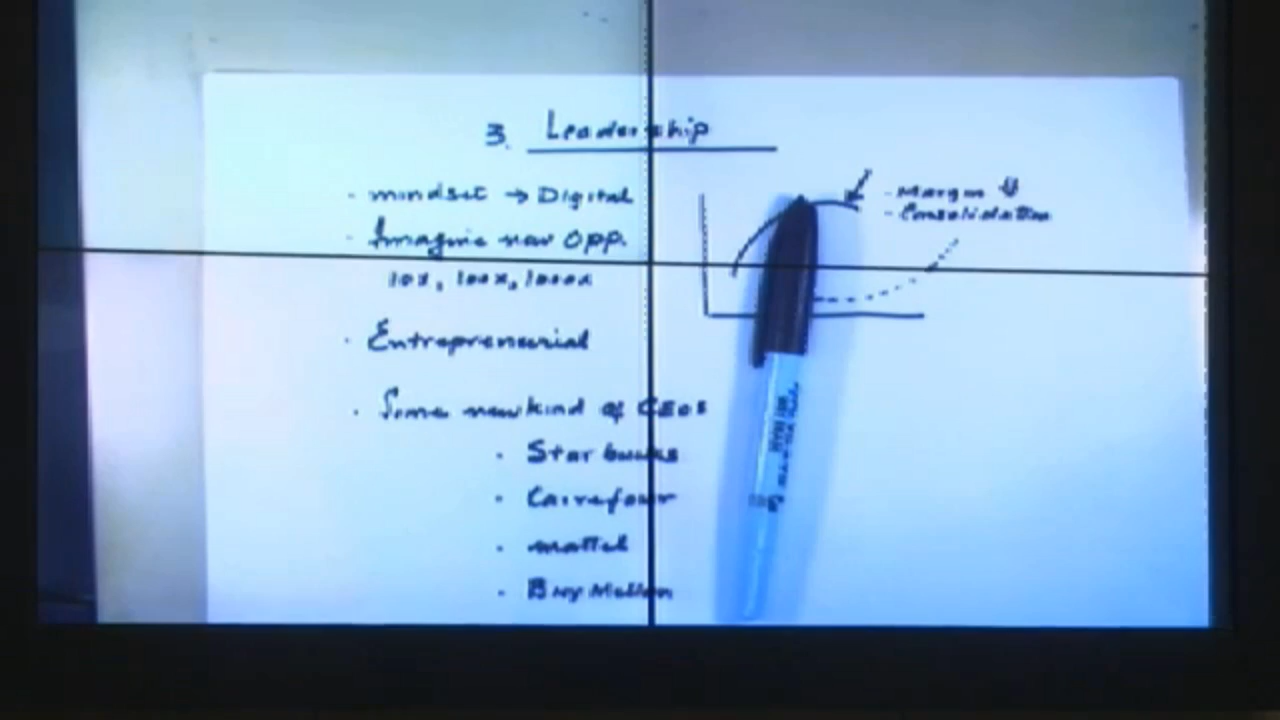 3. Leadership
· mindset → Digital
· Imagine new opp.
10x, 100x, 1000x
· Entrepreneurial
· Some new kind of CEOs
· Starbucks
· Carrefour
· mattel
· Bny Mellon
- Margin ⇓
- Consolidation